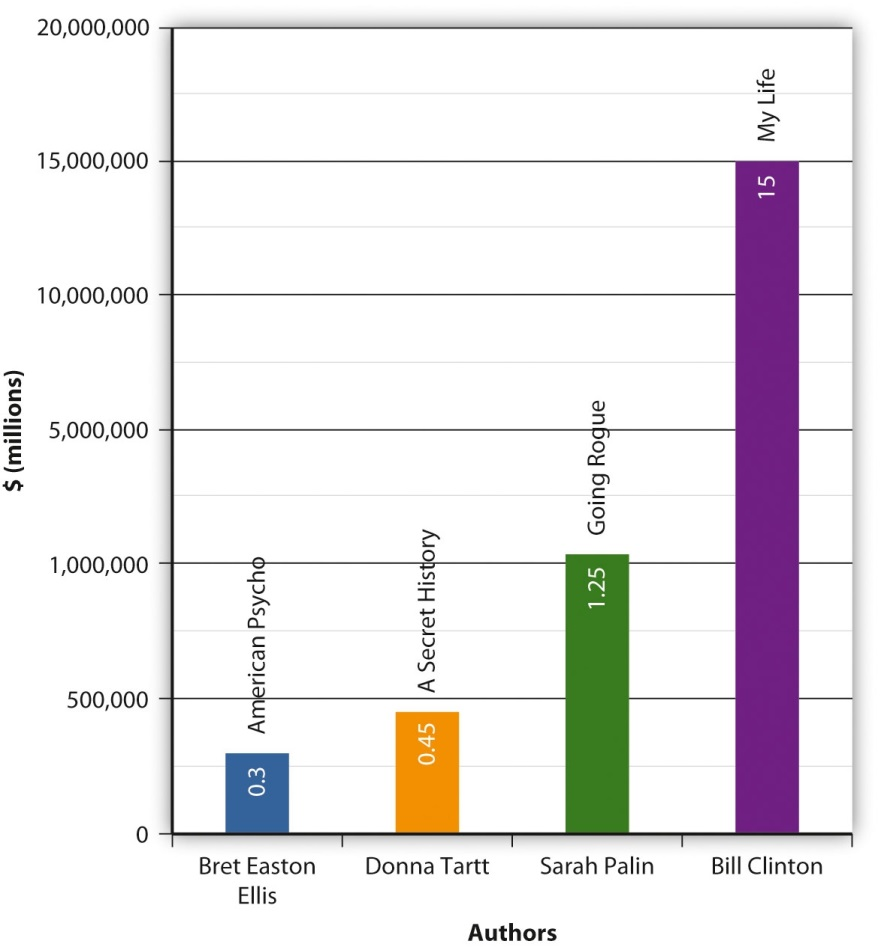 $ (millions)
20,000,000
15,000,000
10,000,000
5,000,000
1,000,000
500,000
0
American Psycho
0.3
A Secret History
0.45
Going Rogue
1.25
My Life
15
Bret Easton
Ellis
Donna Tartt
Sarah Palin
Bill Clinton
Authors